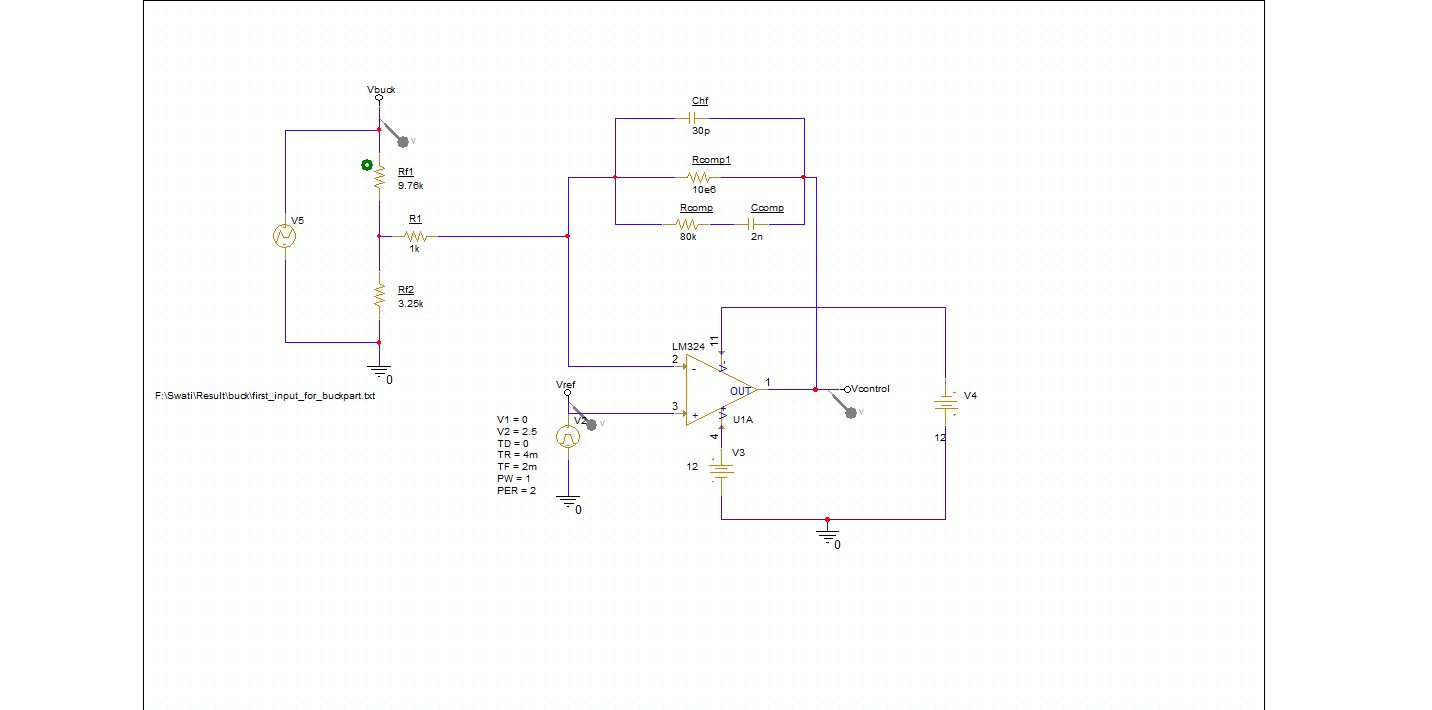 Vbuck
V
Rf1
9.76k
V5
R1
1k
Rf2
3.25k
0
F:\Swati\Result\buck\first_input_for_buckpart.txt
Chf
30p
Rcomp1
10e6
Rcomp
80k
Ccomp
2n
LM324
11
2
-
V-
1
OUT
Vcontrol
V
3
+
V+
U1A
4
V3
12
V4
12
0
Vref
V
V2
V1 = 0
V2 = 2.5
TD = 0
TR = 4m
TF = 2m
PW = 1
PER = 2
0